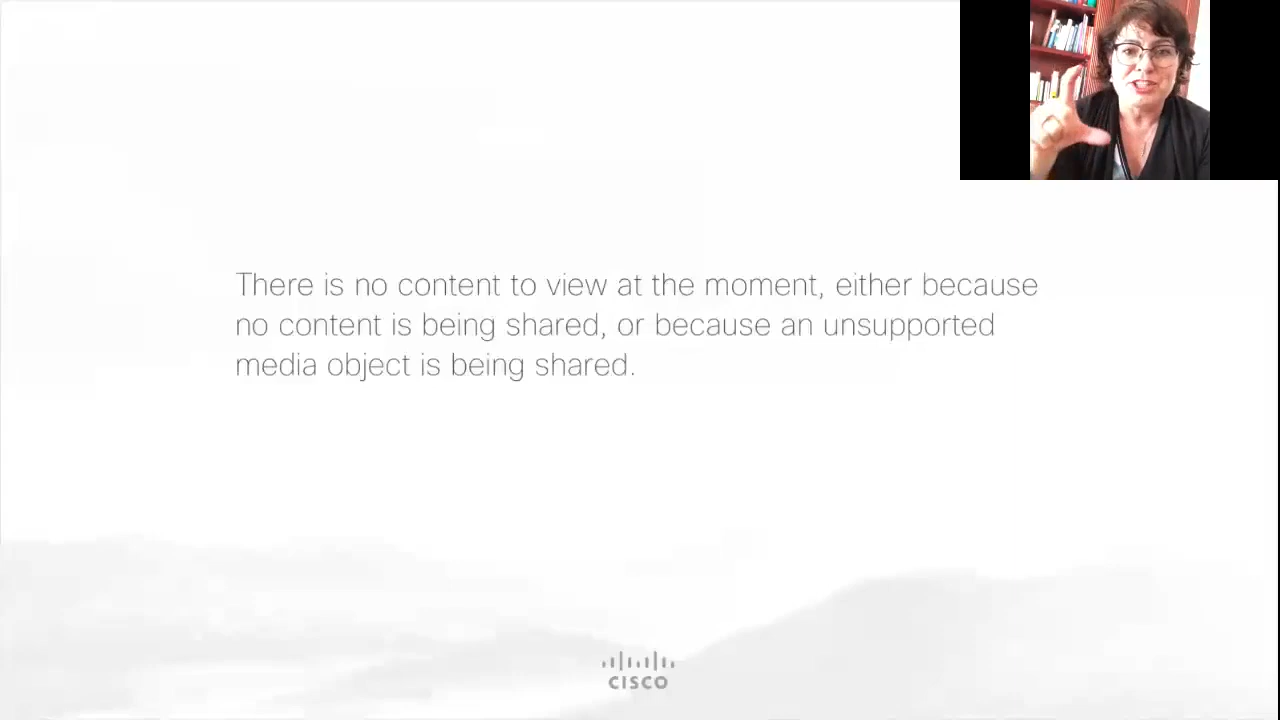 There is no content to view at the moment, either because
no content is being shared, or because an unsupported
media object is being shared.
CISCO